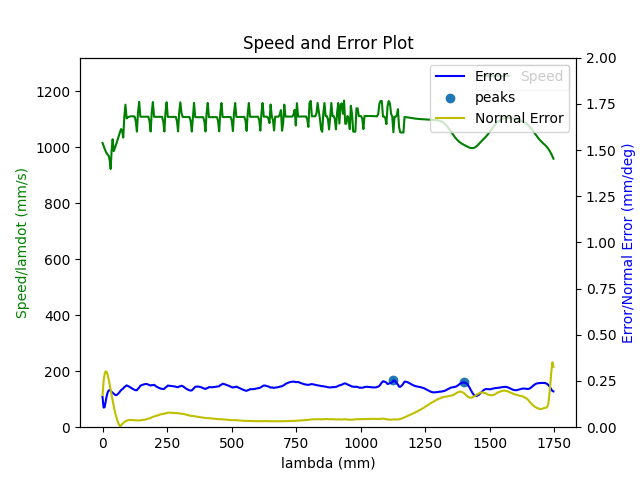 Speed and Error Plot
Error
Speed
peaks
Normal Error
1200
1000
800
600
400
200
0
Speed/lamdot (mm/s)
2.00
1.75
1.50
1.25
1.00
0.75
0.50
0.25
0.00
Error/Normal Error (mm/deg)
0 250 500 750 1000 1250 1500 1750
lambda (mm)